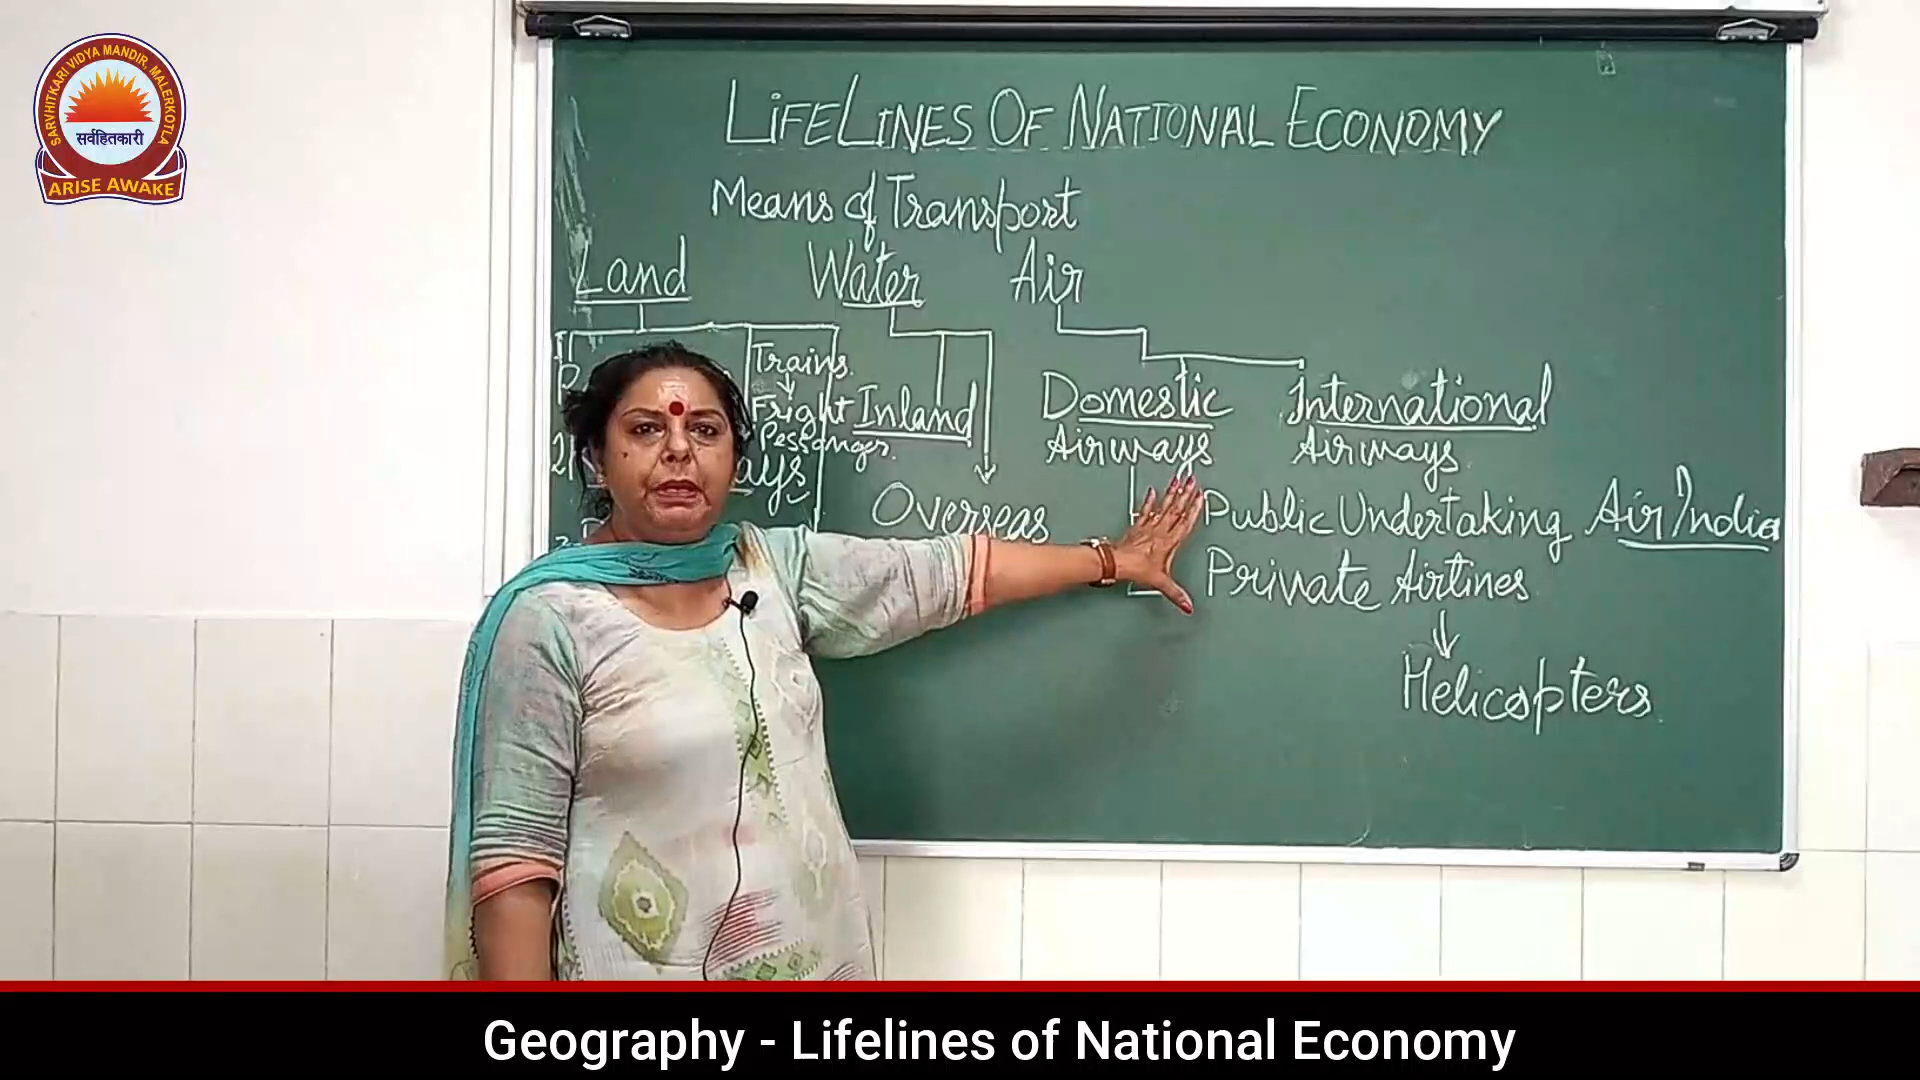 SARVHITKARI VIDYA MANDIR, MALERKOTLA
सर्वहितकारी
ARISE AWAKE
LIFELINES OF NATIONAL ECONOMY
Means of Transport
Land Water Air
Trains
Fright
Pessanger.
Inland
Overseas
Domestic
Airways
International
Airways
Public Undertaking Air India
Private Airtines
Helicopters
Geography - Lifelines of National Economy